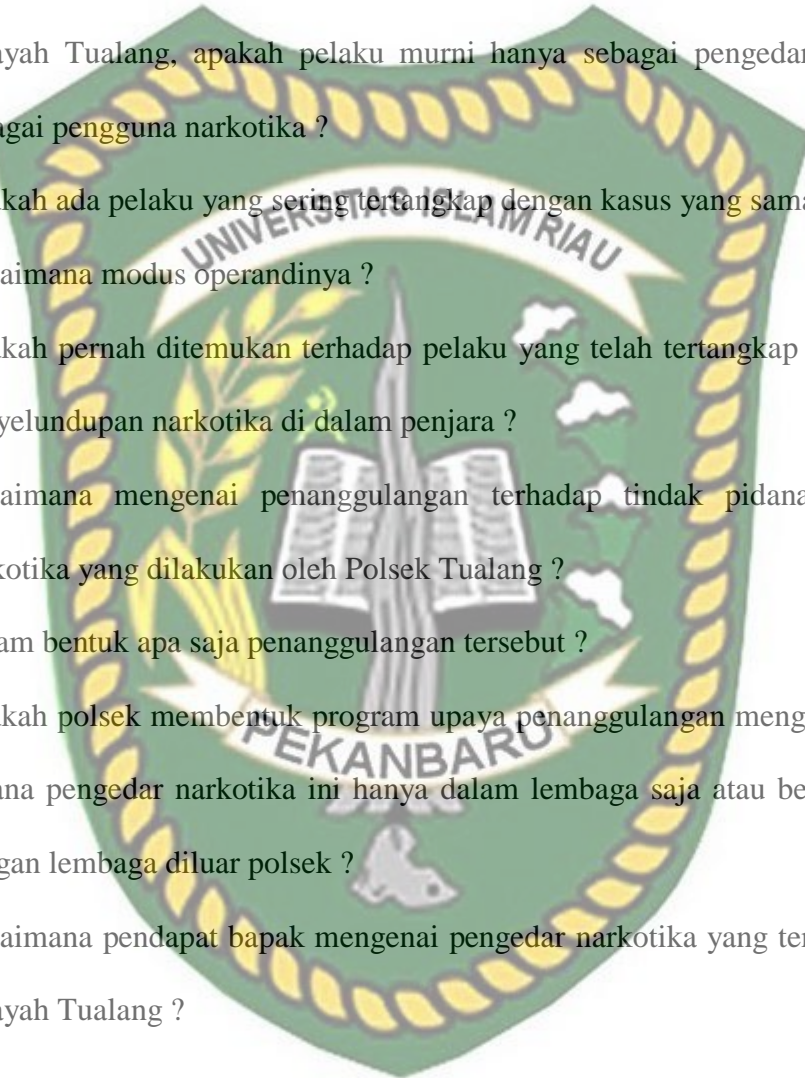 ayah Tualang, apakah pelaku murni hanya sebagai pengedar
agai pengguna narkotika ?
kah ada pelaku yang sering tertangkap dengan kasus yang sama
UNIVERSITAS ISLAM RIAU
aimana modus operandinya ?
kah pernah ditemukan terhadap pelaku yang telah tertangkap
yelundupan narkotika di dalam penjara ?
aimana mengenai penanggulangan terhadap tindak pidana
kotika yang dilakukan oleh Polsek Tualang ?
am bentuk apa saja penanggulangan tersebut ?
kah polsek membentuk program upaya penanggulangan meng
PEKANBARU
ana pengedar narkotika ini hanya dalam lembaga saja atau be
gan lembaga diluar polsek ?
aimana pendapat bapak mengenai pengedar narkotika yang ter
ayah Tualang ?